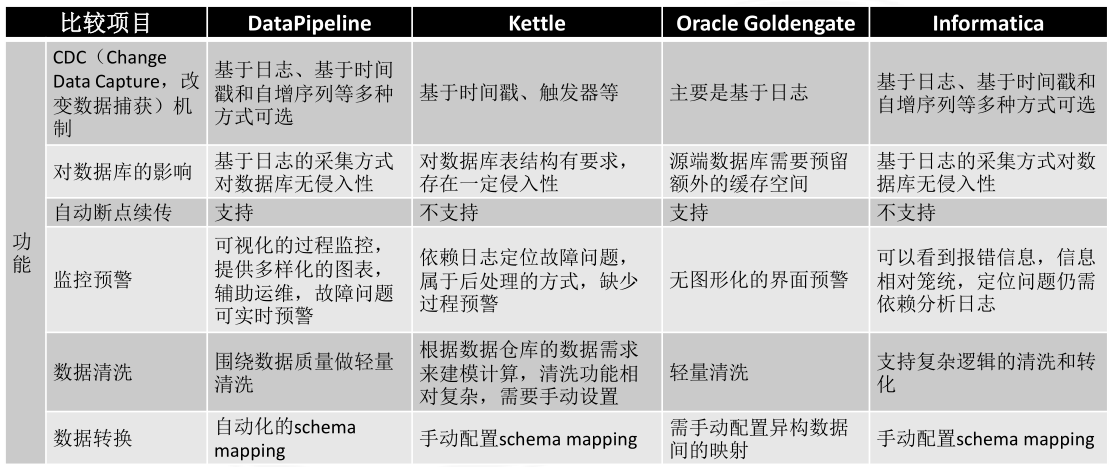 比较项目 DataPipeline Kettle Oracle Goldengate Informatica
功
能
CDC（Change
Data Capture，改
变数据捕获）机
制
基于日志、基于时间
戳和自增序列等多种
方式可选
基于时间戳、触发器等
主要是基于日志
基于日志、基于时间戳和
自增序列等多种方式可选
对数据库的影响
基于日志的采集方式
对数据库无侵入性
对数据库表结构有要求，
存在一定侵入性
源端数据库需要预留
额外的缓存空间
基于日志的采集方式对数
据库无侵入性
自动断点续传 支持 不支持 支持 不支持
监控预警
可视化的过程监控，
提供多样化的图表，
辅助运维，故障问题
可实时预警
依赖日志定位故障问题，
属于后处理的方式，缺少
过程预警
无图形化的界面预警
可以看到报错信息，信息
相对笼统，定位问题仍需
依赖分析日志
数据清洗
围绕数据质量做轻量
清洗
根据数据仓库的数据需求
来建模计算，清洗功能相
对复杂，需要手动设置
轻量清洗
支持复杂逻辑的清洗和转
化
数据转换
自动化的schema
mapping
手动配置schema mapping
需手动配置异构数据
间的映射
手动配置schema mapping